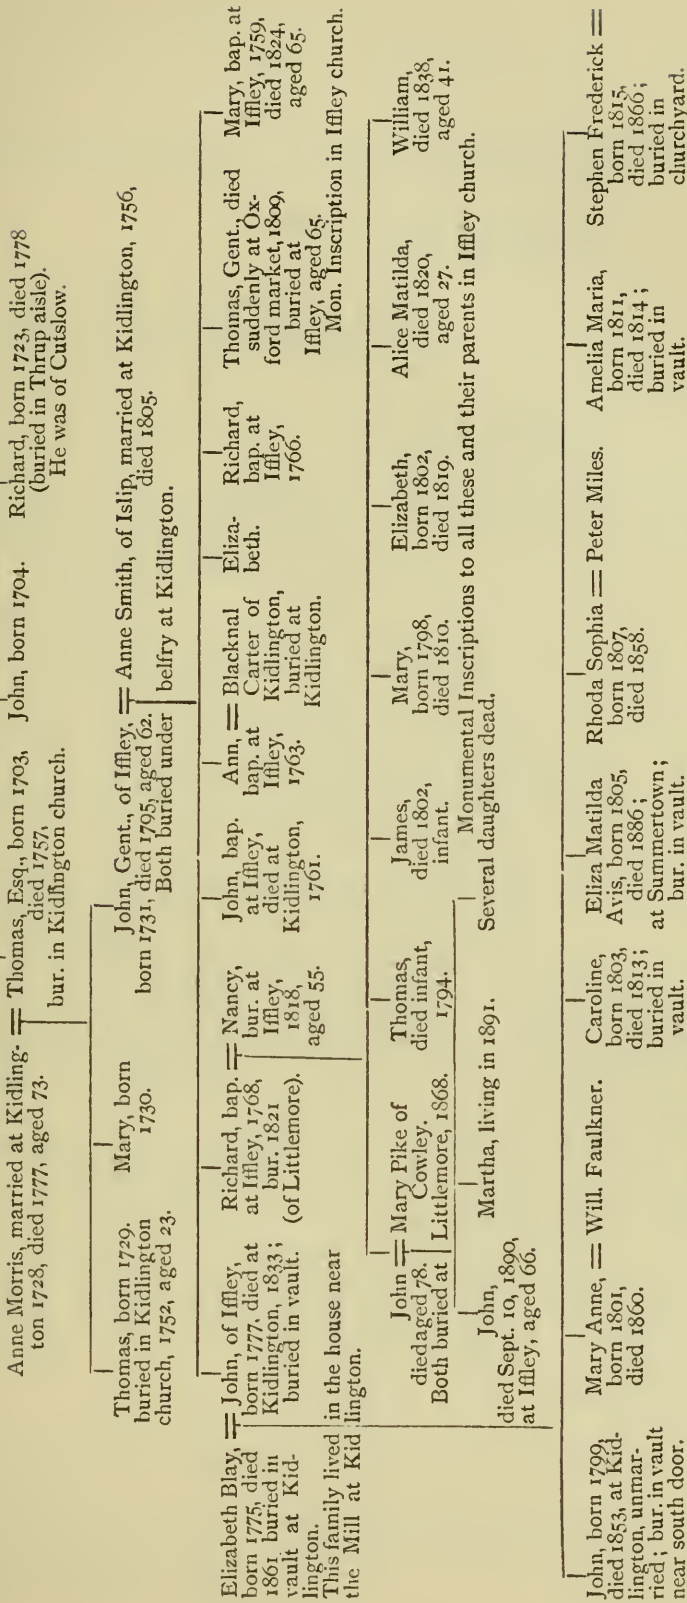 Anne Morris, married at Kidling- = Thomas, Esq., born 1703,
ton 1728, died 1777, aged 73.
died 1757,
bur. in Kidlington church.
John, born 1704.
Richard, born 1723, died 1778
(buried in Thrup aisle).
He was of Cutslow.
Thomas, born 1729.
buried in Kidlington
church, 1752, aged 23.
Mary, born
1730.
John, Gent., of Iffley, = Anne Smith, of Islip, married at Kidlington, 1756,
born 1731, died 1795, aged 62.
died 1805.
Both buried under belfry at Kidlington.
Elizabeth Blay, = John, of Iffley,
born 1775, died
1861 buried in
vault at Kid-
lington.
born 1777, died at
Kidlington, 1833;
buried in vault.
This family lived in the house near
the Mill at Kidlington.
Richard, bap. = Nancy,
at Iffley, 1768,
bur. 1821
(of Littlemore).
bur. at
Iffley,
1818,
aged 55.
John, bap.
at Iffley,
died at
Kidlington,
1761.
Ann, = Blacknal
bap. at
Iffley,
1763.
Carter of
Kidlington,
buried at
Kidlington.
Eliza-
beth.
Richard,
bap. at
Iffley,
1766.
Thomas, Gent., died
suddenly at Ox-
ford market, 1809,
buried at
Iffley, aged 65.
Mary, bap. at
Iffley, 1759,
died 1824,
aged 65.
Mon. Inscription in Iffley church.
John = Mary Pike of
died aged 78.
Cowley.
Both buried at Littlemore, 1868.
Thomas,
died infant,
1794.
James,
died 1802,
infant.
Mary,
born 1798,
died 1810.
Elizabeth,
born 1802,
died 1819.
Alice Matilda,
died 1820,
aged 27.
William,
died 1838,
aged 41.
Monumental Inscriptions to all these and their parents in Iffley church.
John,
died Sept. 10, 1890,
at Iffley, aged 66.
Martha, living in 1891.
Several daughters dead.
John, born 1799,
died 1853, at Kid-
lington, unmar-
ried; bur. in vault
near south door.
Mary Anne, = Will. Faulkner.
born 1801,
died 1860.
Caroline,
born 1803,
died 1813;
buried in
vault.
Eliza Matilda
Avis, born 1805,
died 1886;
at Summertown;
bur. in vault.
Rhoda Sophia = Peter Miles.
born 1807,
died 1858.
Amelia Maria,
born 1811,
died 1814;
buried in
vault.
Stephen Frederick =
born 1815,
died 1866;
buried in
churchyard.